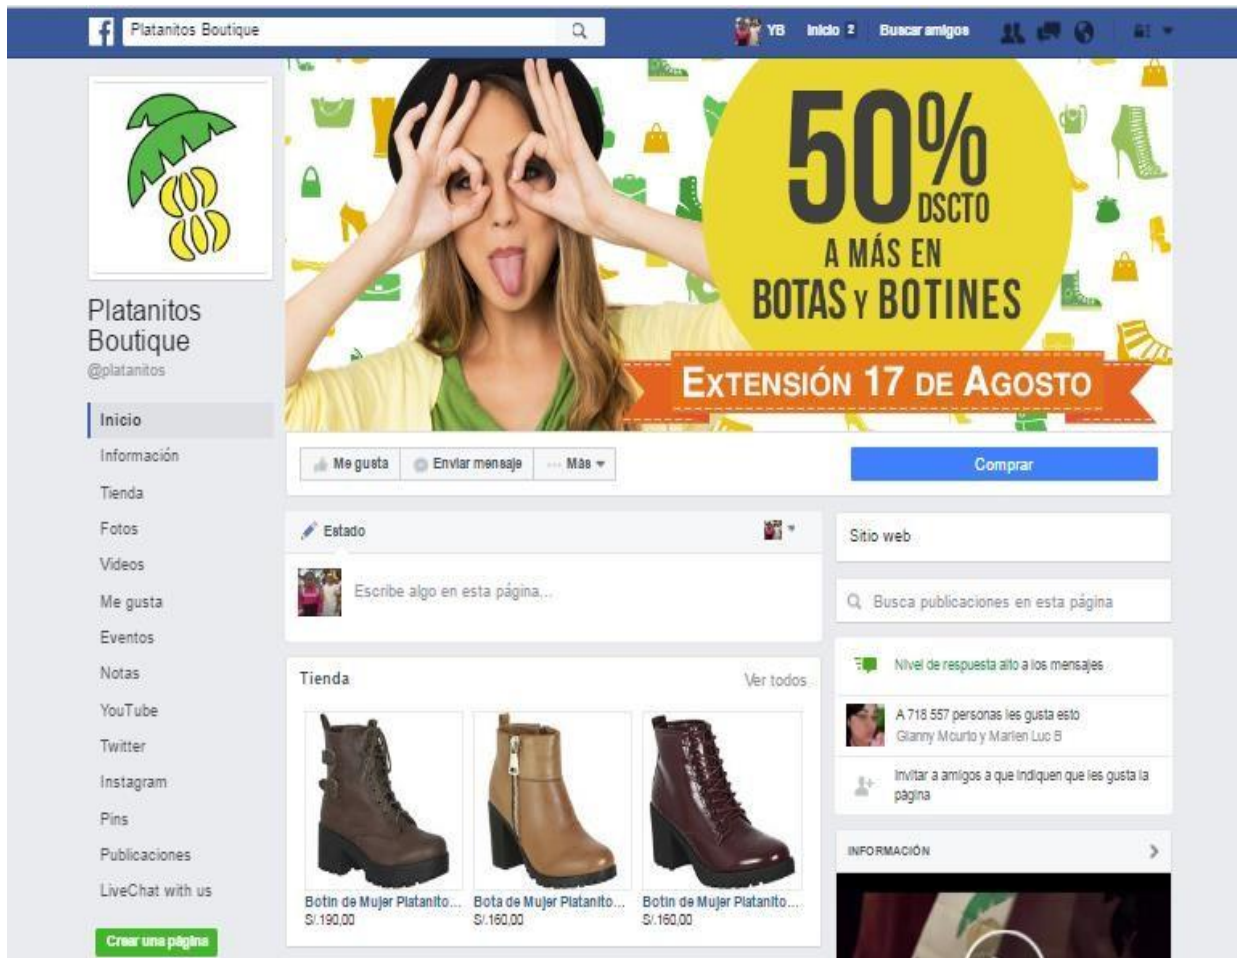 Platanitos Boutique
YB Inicio 2 Buscar amigos
50%
DSCTO
A MÁS EN
BOTAS Y BOTINES
EXTENSIÓN 17 DE AGOSTO
Platanitos
Boutique
@platanitos
Inicio
Información
Tienda
Fotos
Videos
Me gusta
Eventos
Notas
YouTube
Twitter
Instagram
Pins
Publicaciones
LiveChat with us
Crear una página
Me gusta
Enviar mensaje
Más
Comprar
Estado
Escribe algo en esta página...
Tienda
Ver todos
Botín de Mujer Platanito...
S/.190,00
Bota de Mujer Platanito...
S/.160,00
Botín de Mujer Platanito...
S/.160,00
Sitio web
Busca publicaciones en esta página
Nivel de respuesta alto a los mensajes
A 718 557 personas les gusta esto
Gianny Mcurto y Marlen Luc B
Invitar a amigos a que indiquen que les gusta la
página
INFORMACIÓN